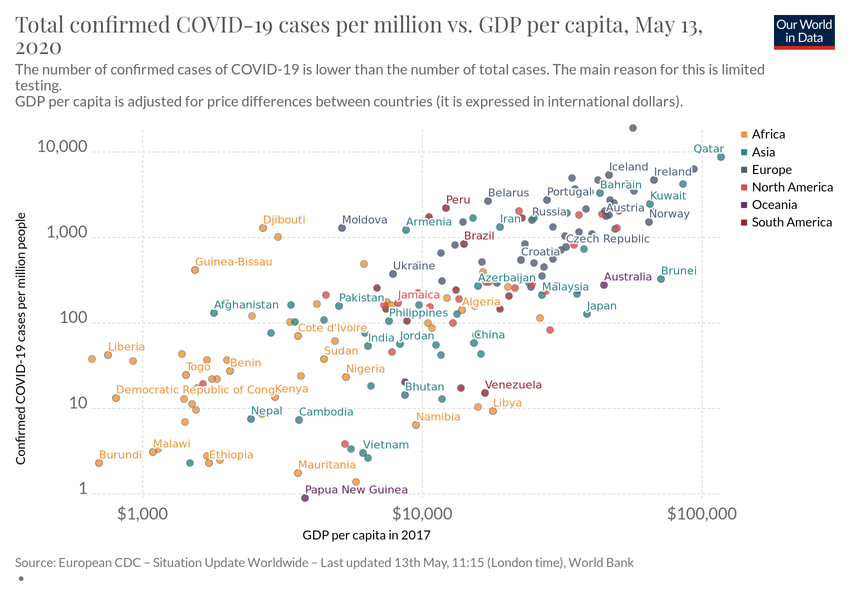 Total confirmed COVID-19 cases per million vs. GDP per capita, May 13,
2020
Our World
in Data
The number of confirmed cases of COVID-19 is lower than the number of total cases. The main reason for this is limited
testing.
GDP per capita is adjusted for price differences between countries (it is expressed in international dollars).
Africa
Asia
Europe
North America
Oceania
South America
Confirmed COVID-19 cases per million people
10,000
1,000
100
10
1
Qatar
Iceland
Ireland
Portugal
Bahrain
Belarus
Kuwait
Peru
Austria
Russia
Norway
Iran
Djibouti
Moldova
Armenia
Brazil
Czech Republic
Croatia
Guinea-Bissau
Ukraine
Azerbaijan
Australia
Brunei
Malaysia
Pakistan
Jamaica
Algeria
Afghanistan
Japan
Philippines
Cote d'Ivoire
India
Jordan
China
Liberia
Sudan
Togo
Benin
Nigeria
Democratic Republic of Cong
Kenya
Bhutan
Venezuela
Libya
Nepal
Cambodia
Namibia
Malawi
Vietnam
Burundi
Ethiopia
Mauritania
Papua New Guinea
$1,000
$10,000
$100,000
GDP per capita in 2017
Source: European CDC – Situation Update Worldwide – Last updated 13th May, 11:15 (London time), World Bank